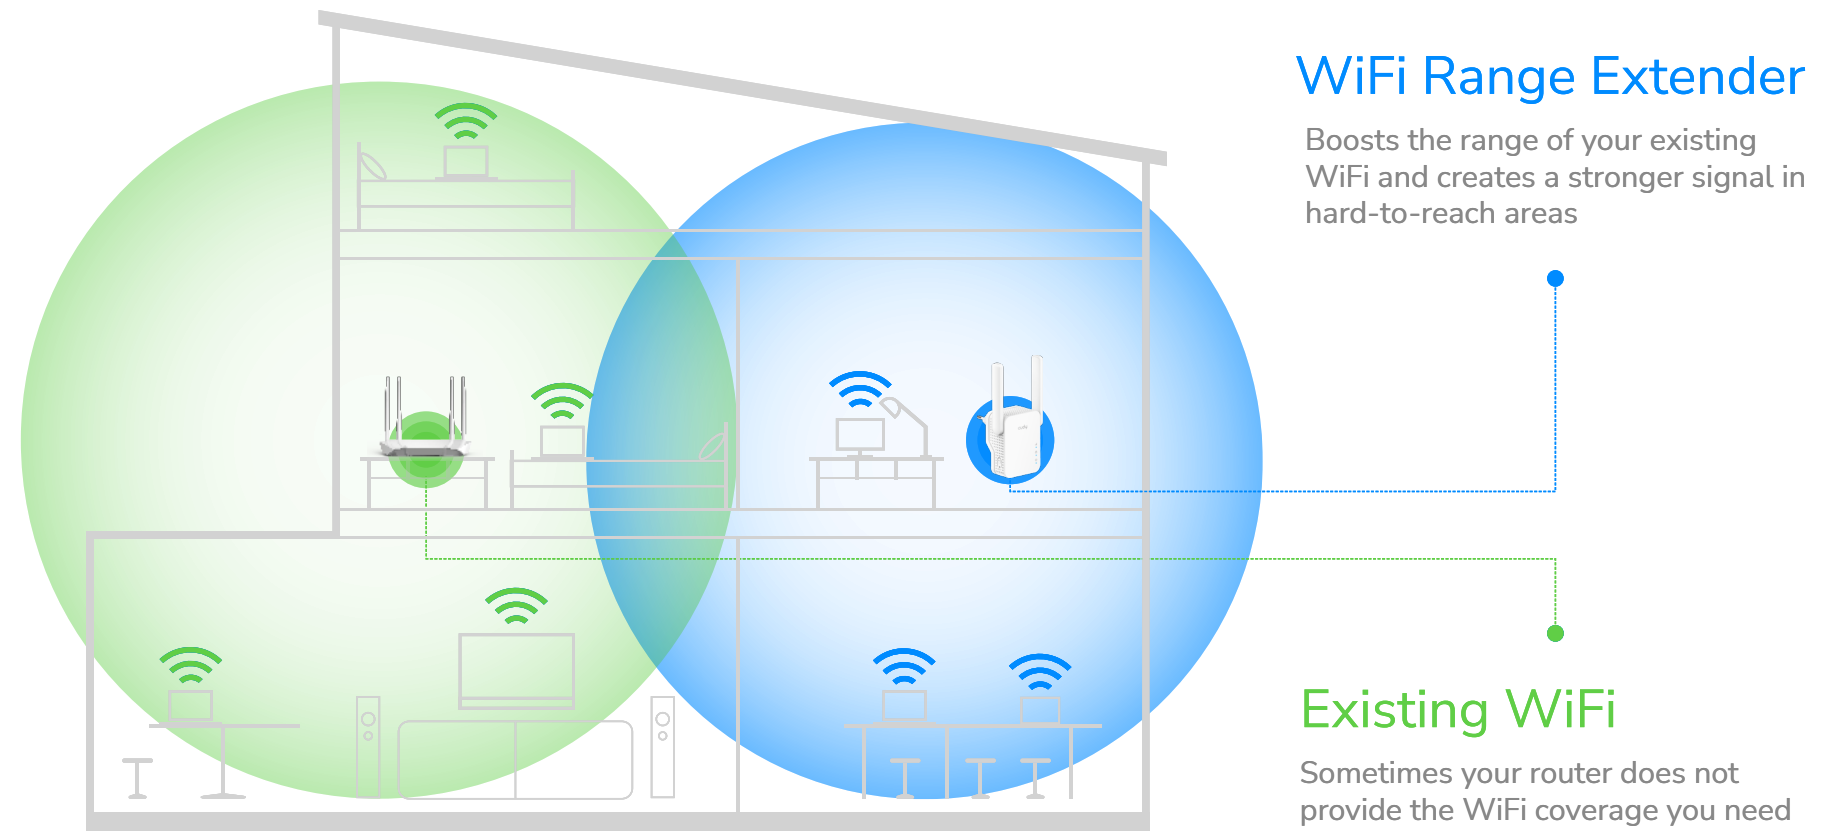 WiFi Range Extender
Boosts the range of your existing
WiFi and creates a stronger signal in
hard-to-reach areas
Existing WiFi
Sometimes your router does not
provide the WiFi coverage you need